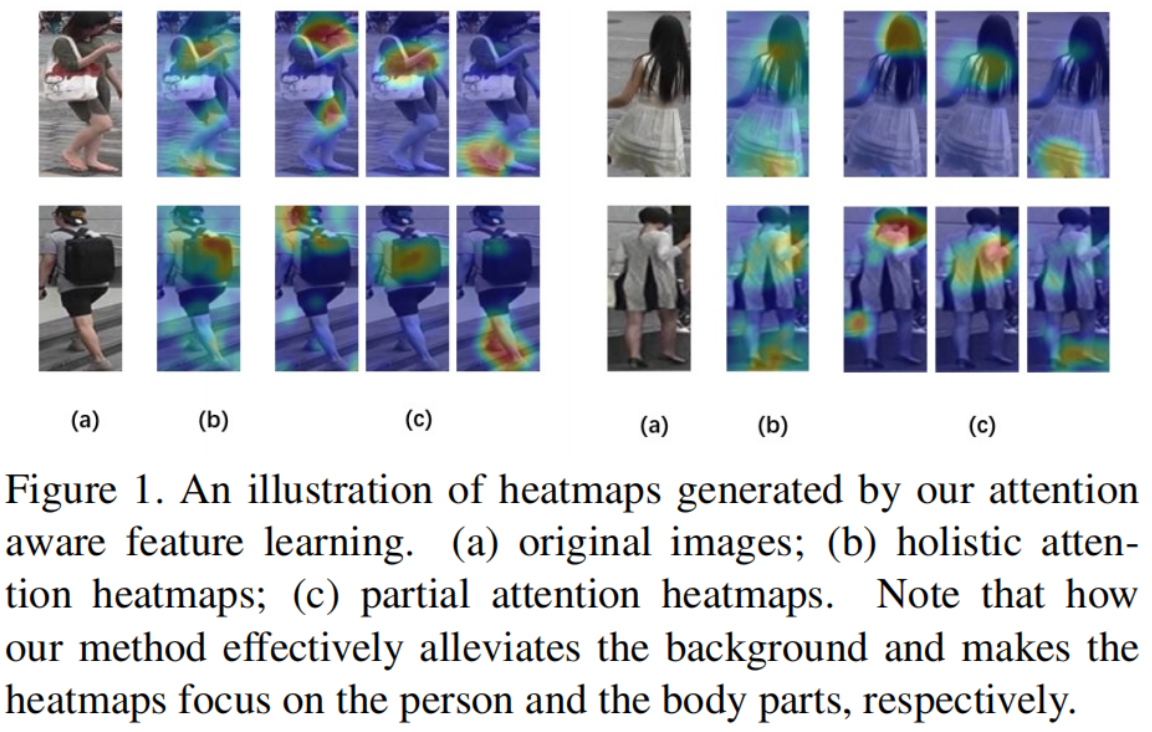 (a) (b) (c) (a) (b) (c)
Figure 1. An illustration of heatmaps generated by our attention
aware feature learning. (a) original images; (b) holistic atten-
tion heatmaps; (c) partial attention heatmaps. Note that how
our method effectively alleviates the background and makes the
heatmaps focus on the person and the body parts, respectively.